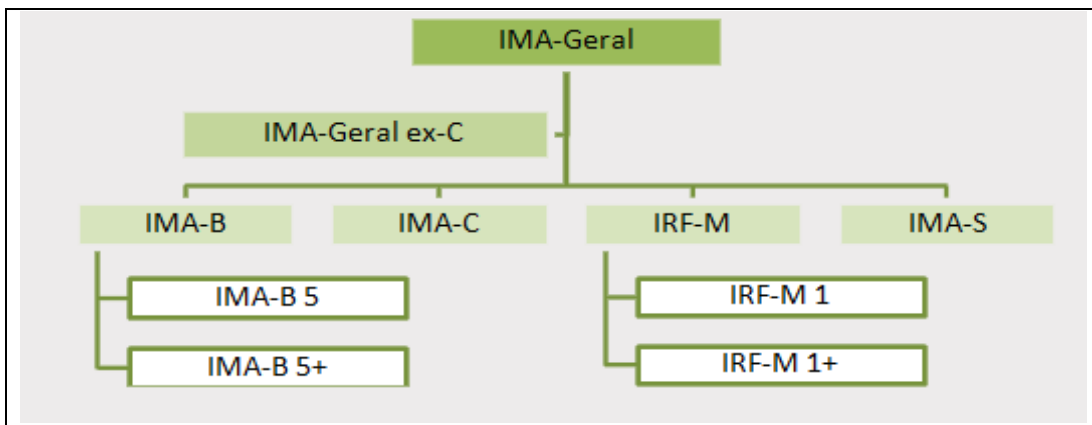 IMA-Geral
IMA-Geral ex-C
IMA-B
IMA-C
IRF-M
IMA-S
IMA-B 5
IRF-M 1
IMA-B 5+
IRF-M 1+